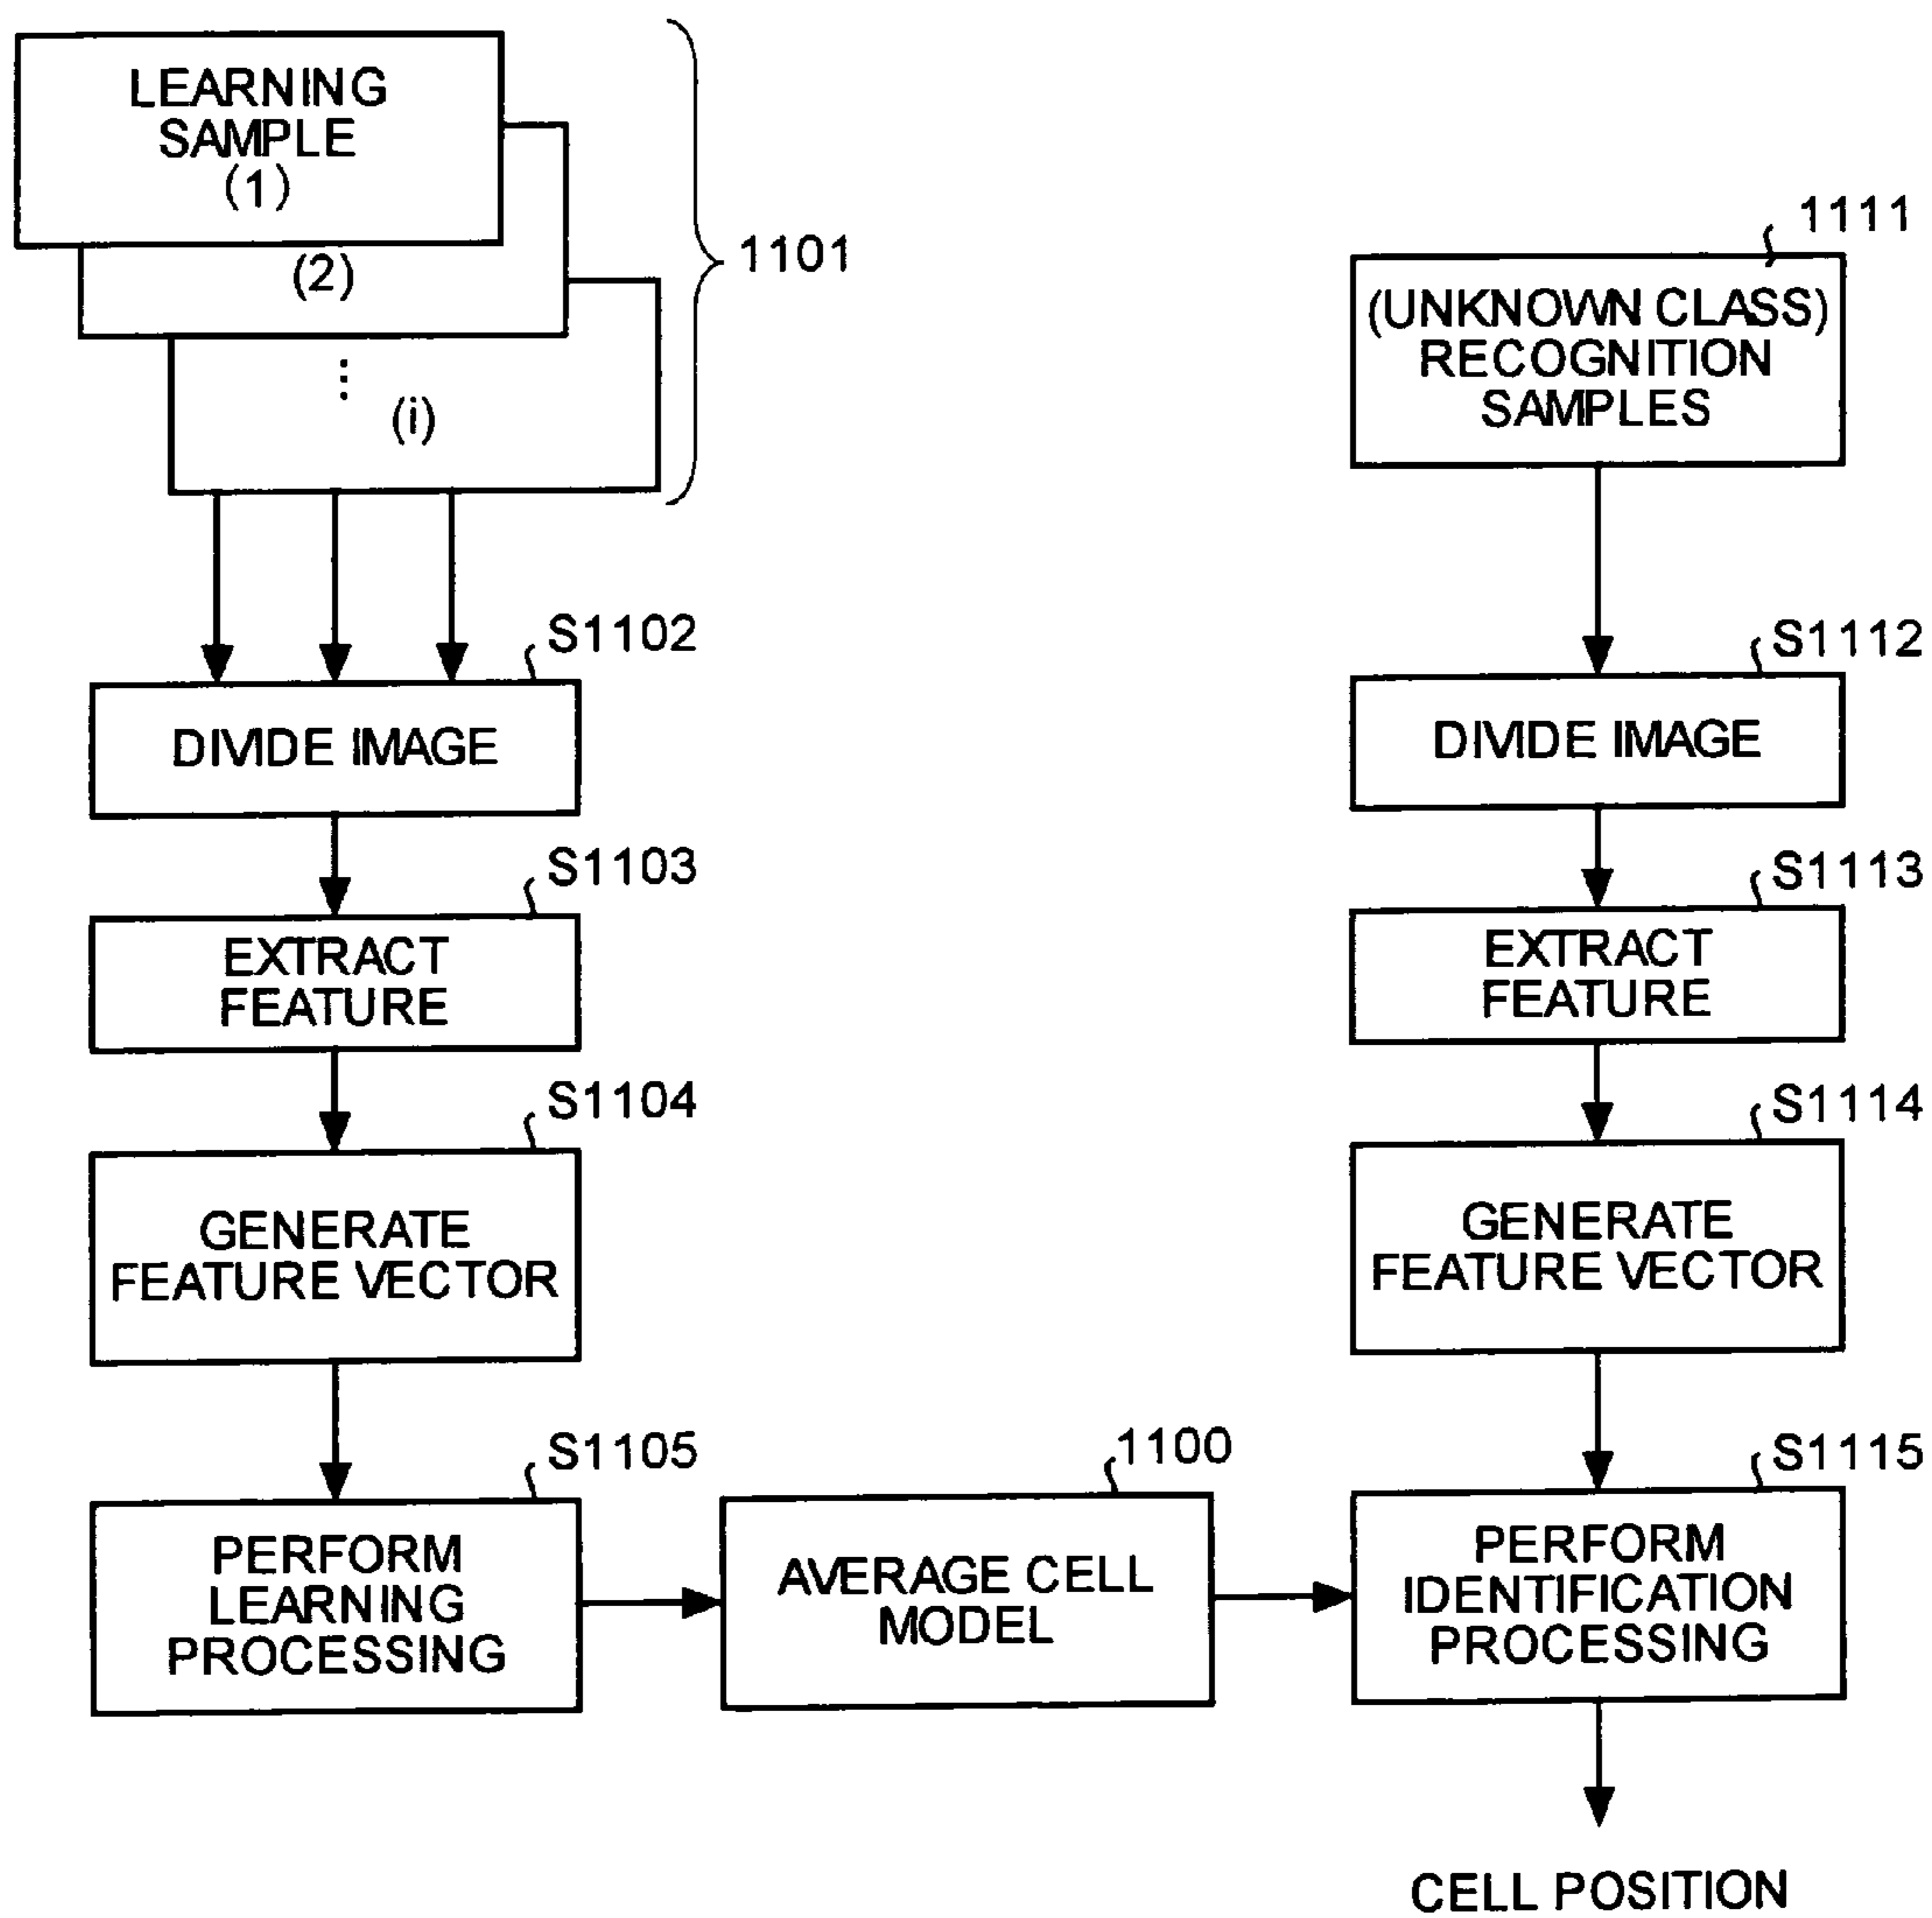 LEARNING
SAMPLE
(1)
(2)
⋮
(i)
1101
S1102
DIVIDE IMAGE
S1103
EXTRACT
FEATURE
S1104
GENERATE
FEATURE VECTOR
S1105
PERFORM
LEARNING
PROCESSING
1100
AVERAGE CELL
MODEL
1111
(UNKNOWN CLASS)
RECOGNITION
SAMPLES
S1112
DIVIDE IMAGE
S1113
EXTRACT
FEATURE
S1114
GENERATE
FEATURE VECTOR
S1115
PERFORM
IDENTIFICATION
PROCESSING
CELL POSITION